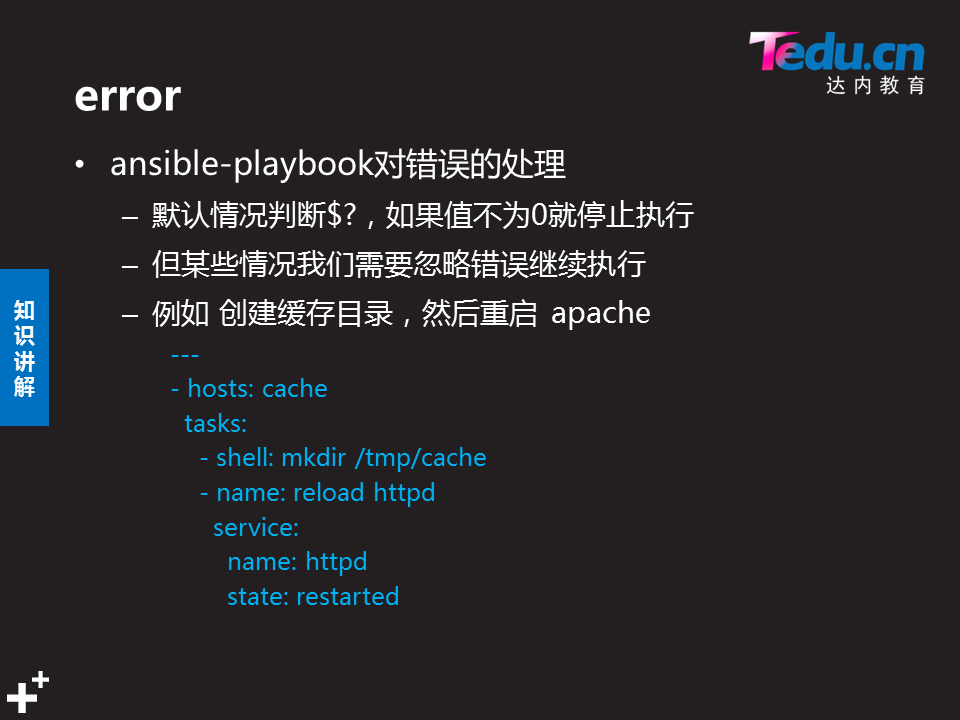 Tedu.cn
达内教育
error
• ansible-playbook对错误的处理
– 默认情况判断$?，如果值不为0就停止执行
– 但某些情况我们需要忽略错误继续执行
– 例如 创建缓存目录，然后重启 apache
---
- hosts: cache
tasks:
- shell: mkdir /tmp/cache
- name: reload httpd
service:
name: httpd
state: restarted
知识讲解